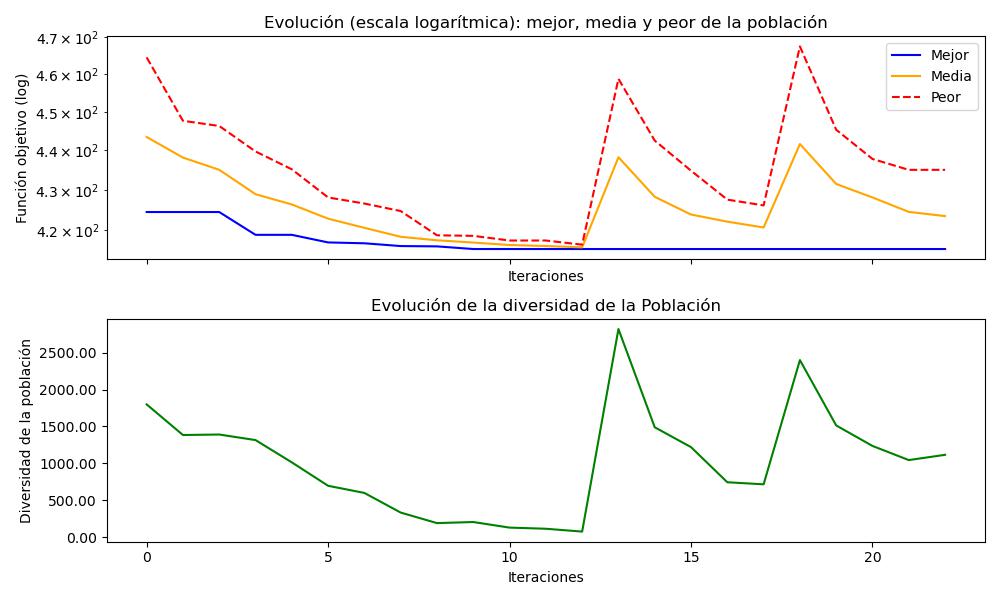 Evolución (escala logarítmica): mejor, media y peor de la población
4.7 × 10²
4.6 × 10²
4.5 × 10²
4.4 × 10²
4.3 × 10²
4.2 × 10²
Función objetivo (log)
Mejor
Media
Peor
Iteraciones
Evolución de la diversidad de la Población
2500.00
2000.00
1500.00
1000.00
500.00
0.00
Diversidad de la población
0 5 10 15 20
Iteraciones